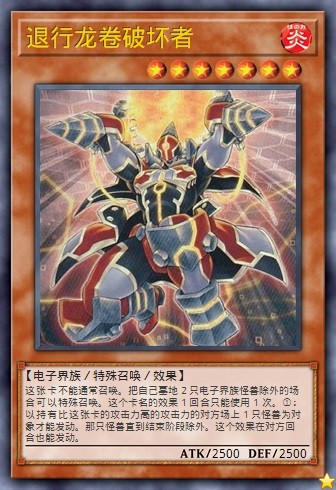 退行龙卷破坏者
炎
【电子界族／特殊召唤／效果】
这张卡不能通常召唤。把自己墓地２只电子界族怪兽除外的场
合可以特殊召唤。这个卡名的效果１回合只能使用１次。①：
以持有比这张卡的攻击力高的攻击力的对方场上１只怪兽为对
象才能发动。那只怪兽直到结束阶段除外。这个效果在对方回
合也能发动。
ATK/2500 DEF/2500